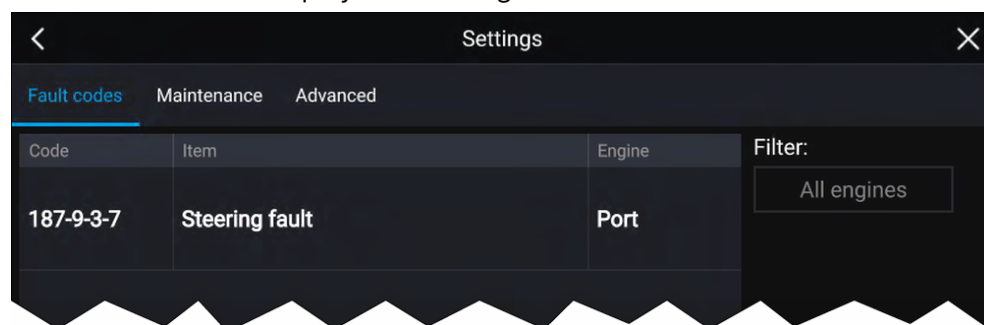 Settings
Fault codes Maintenance Advanced
Code Item Engine Filter:
All engines
187-9-3-7 Steering fault Port